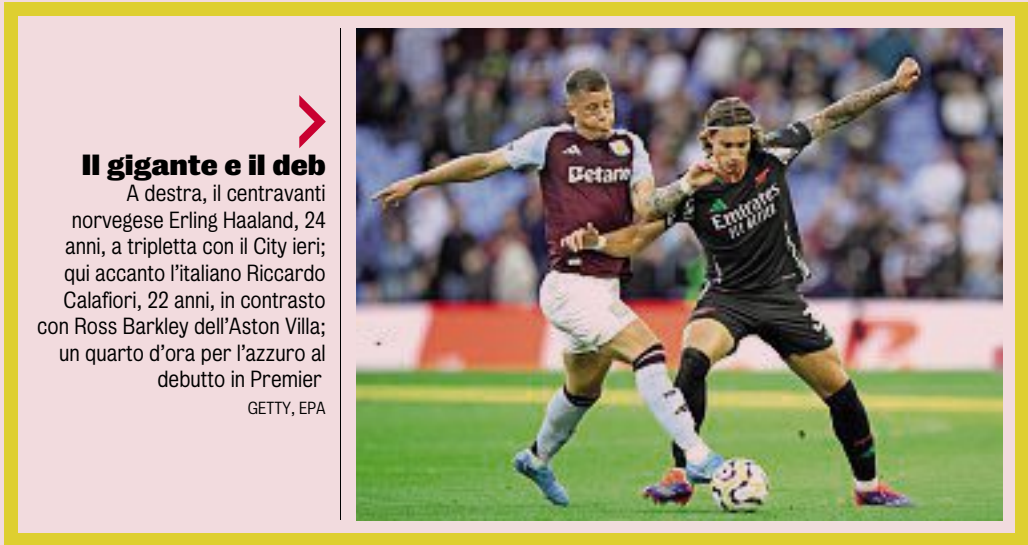 Il gigante e il deb
A destra, il centravanti
norvegese Erling Haaland, 24
anni, a tripletta con il City ieri;
qui accanto l'italiano Riccardo
Calafiori, 22 anni, in contrasto
con Ross Barkley dell'Aston Villa;
un quarto d'ora per l'azzuro al
debutto in Premier
GETTY, EPA
Betano
Emirates
FLY BETTER